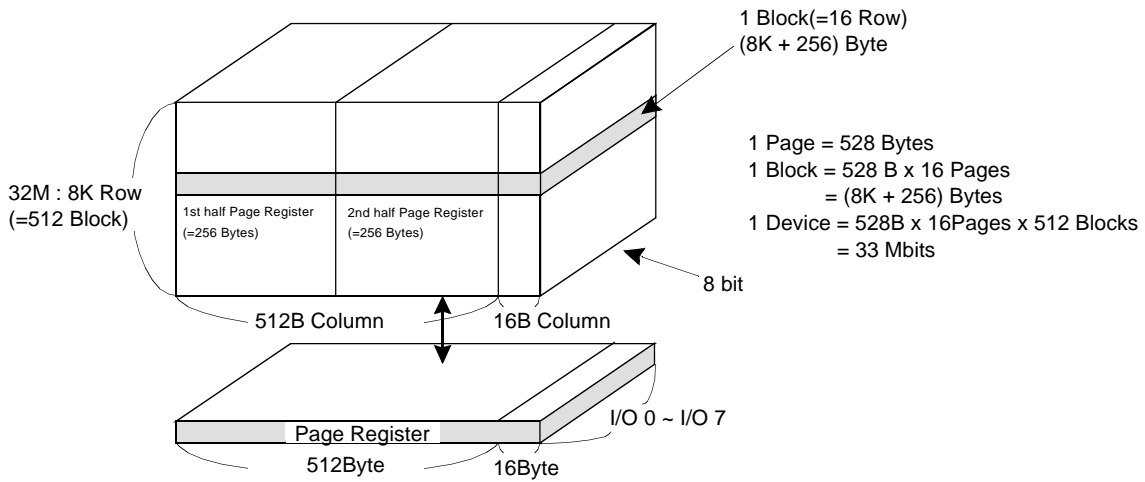 1 Block(=16 Row)
(8K + 256) Byte
1 Page = 528 Bytes
1 Block = 528 B x 16 Pages
= (8K + 256) Bytes
1 Device = 528B x 16Pages x 512 Blocks
= 33 Mbits
32M : 8K Row
(=512 Block)
1st half Page Register
(=256 Bytes)
2nd half Page Register
(=256 Bytes)
8 bit
512B Column
16B Column
I/O 0 ~ I/O 7
Page Register
512Byte
16Byte